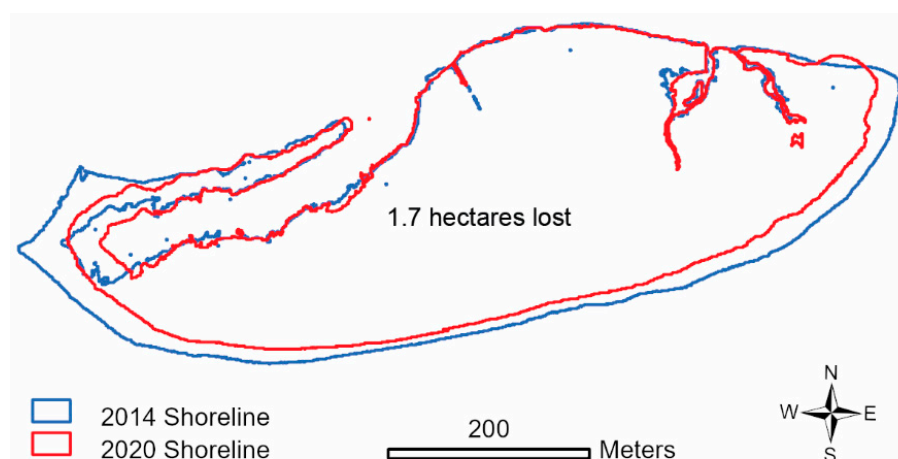 1.7 hectares lost
2014 Shoreline
2020 Shoreline
200
Meters
N
W
E
S